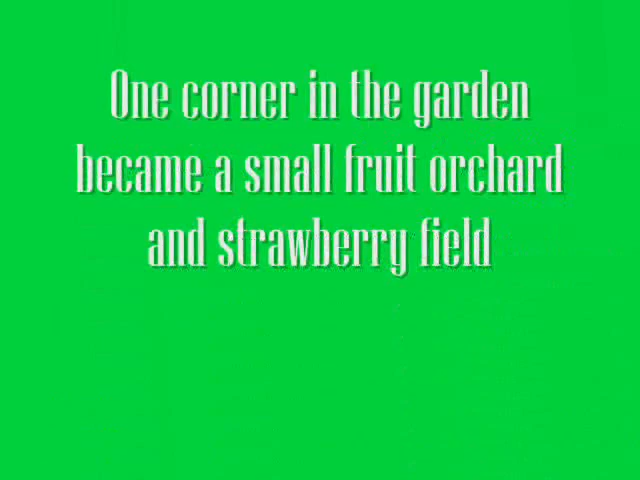 One corner in the garden
became a small fruit orchard
and strawberry field